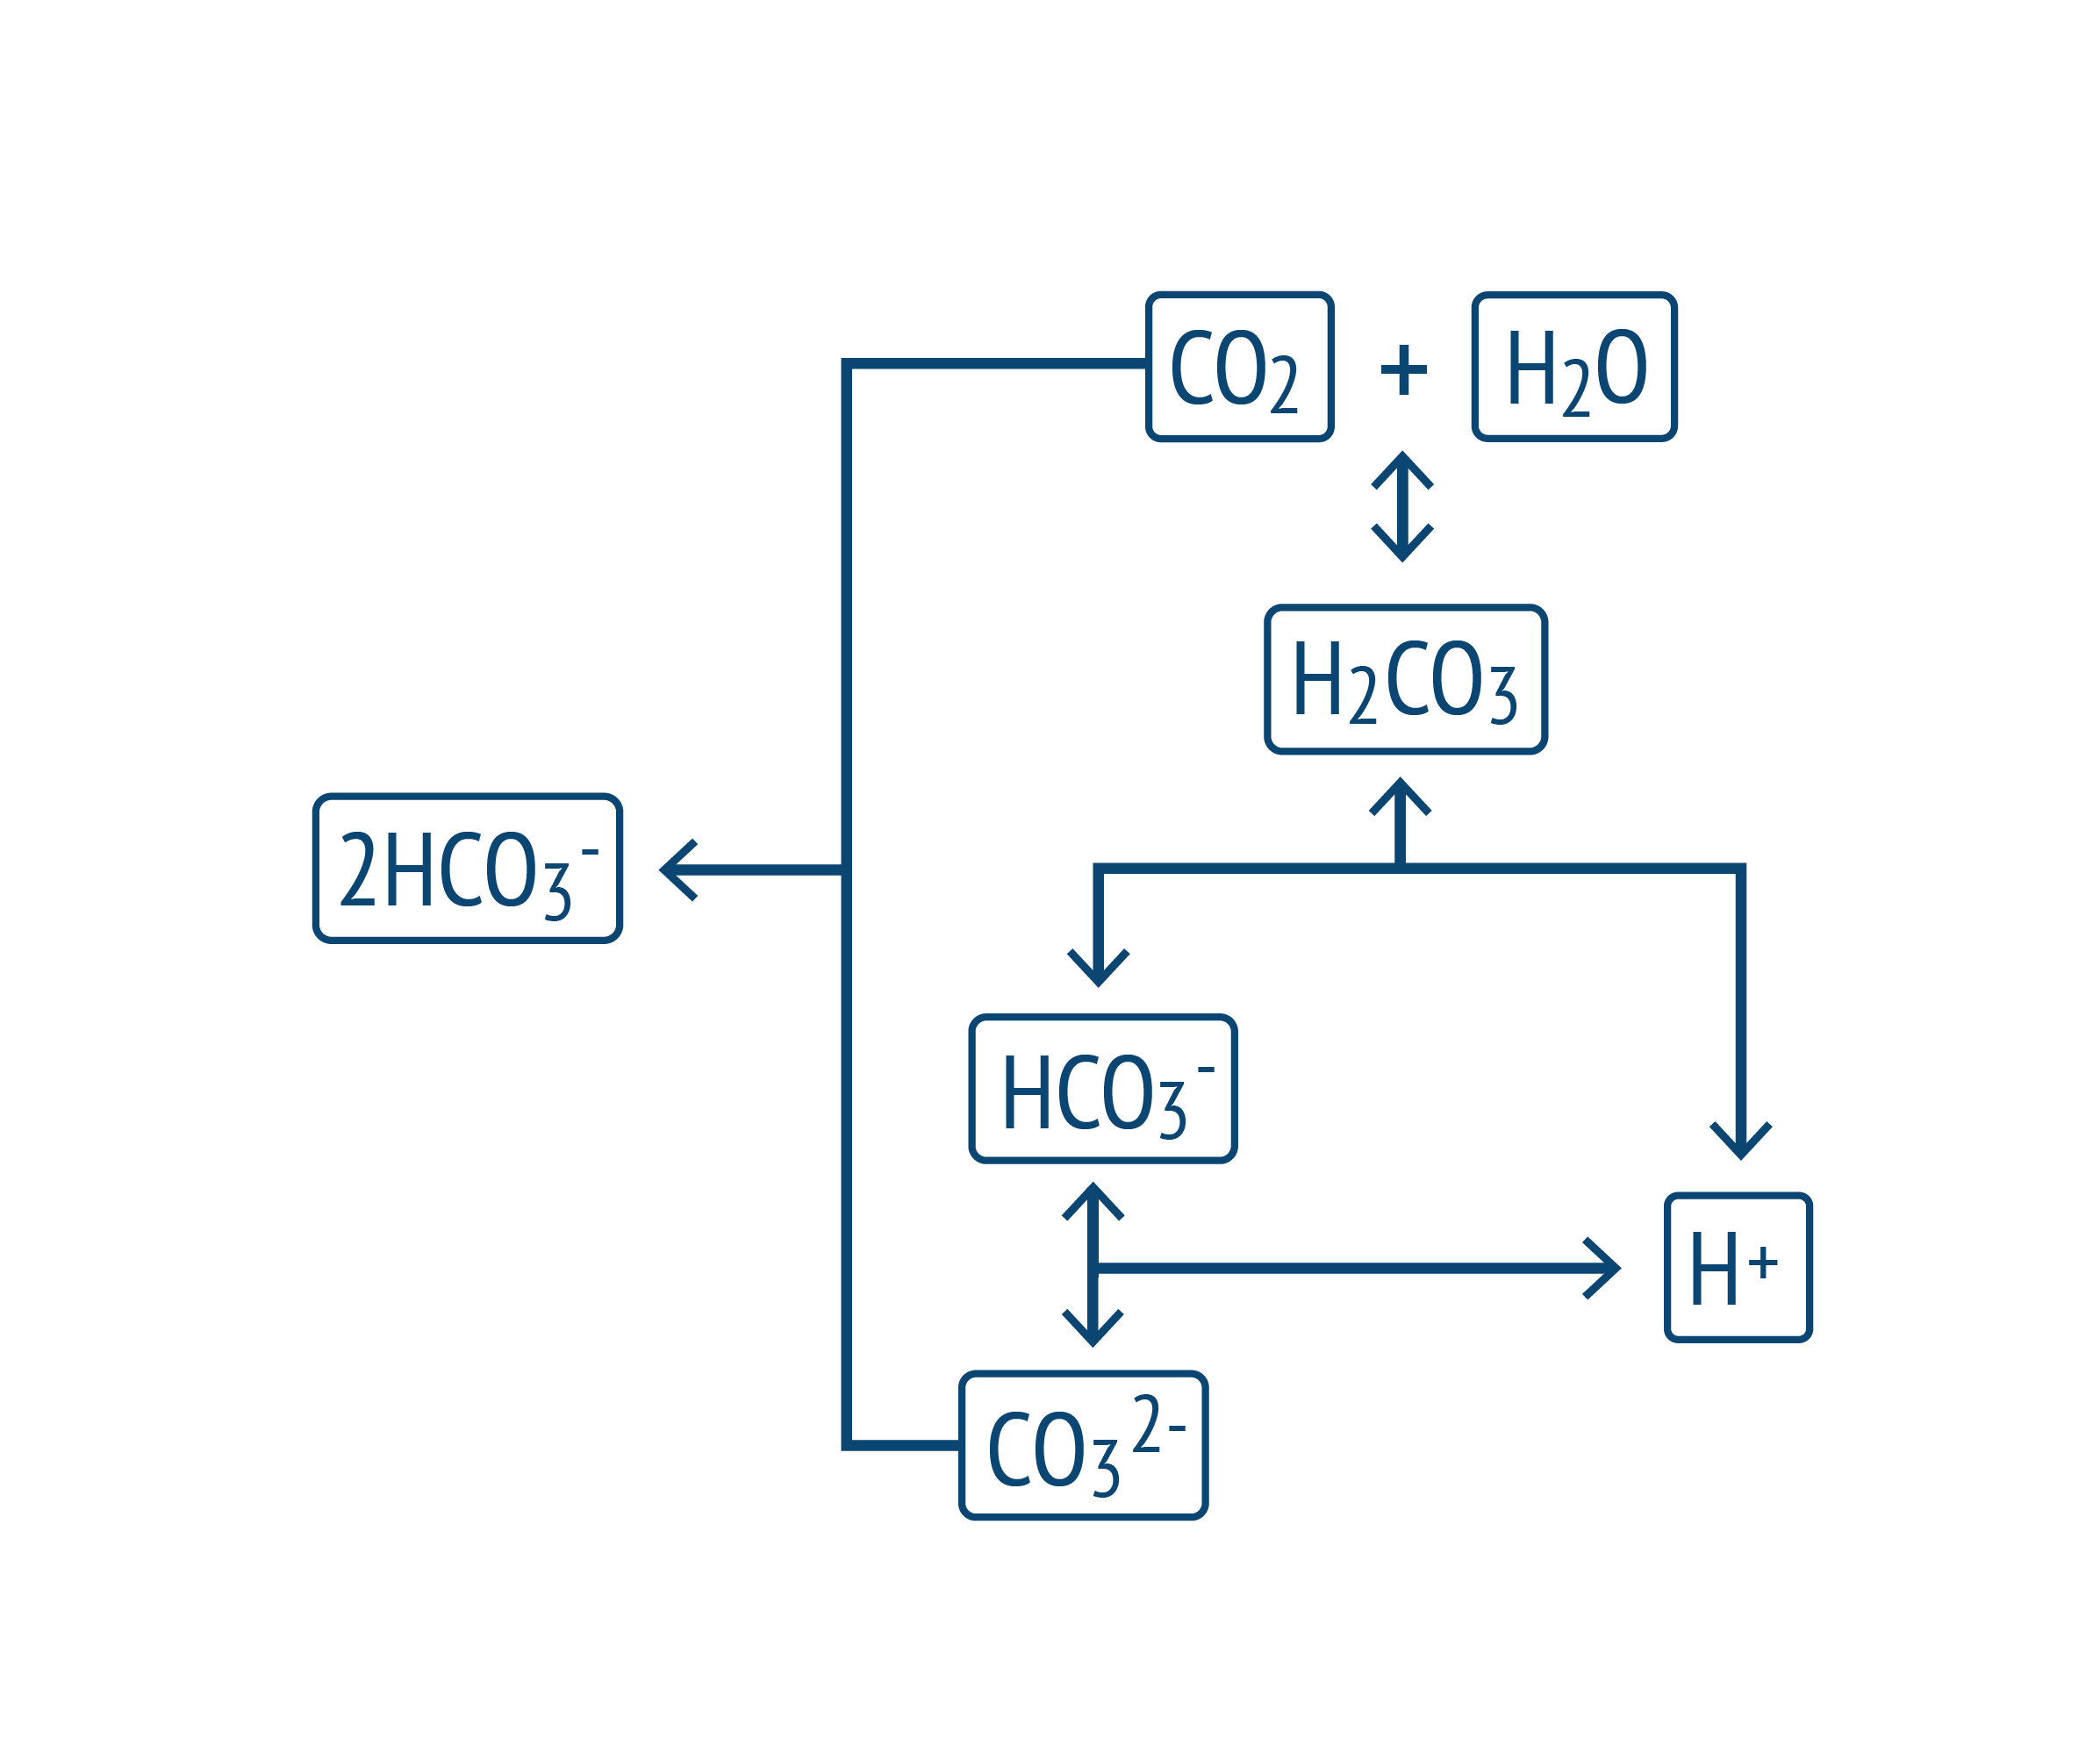 CO₂ + H₂O
H₂CO₃
2HCO₃⁻
HCO₃⁻
H⁺
CO₃²⁻